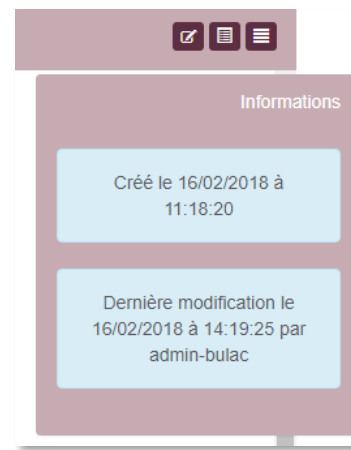 Informations
Créé le 16/02/2018 à
11:18:20
Dernière modification le
16/02/2018 à 14:19:25 par
admin-bulac